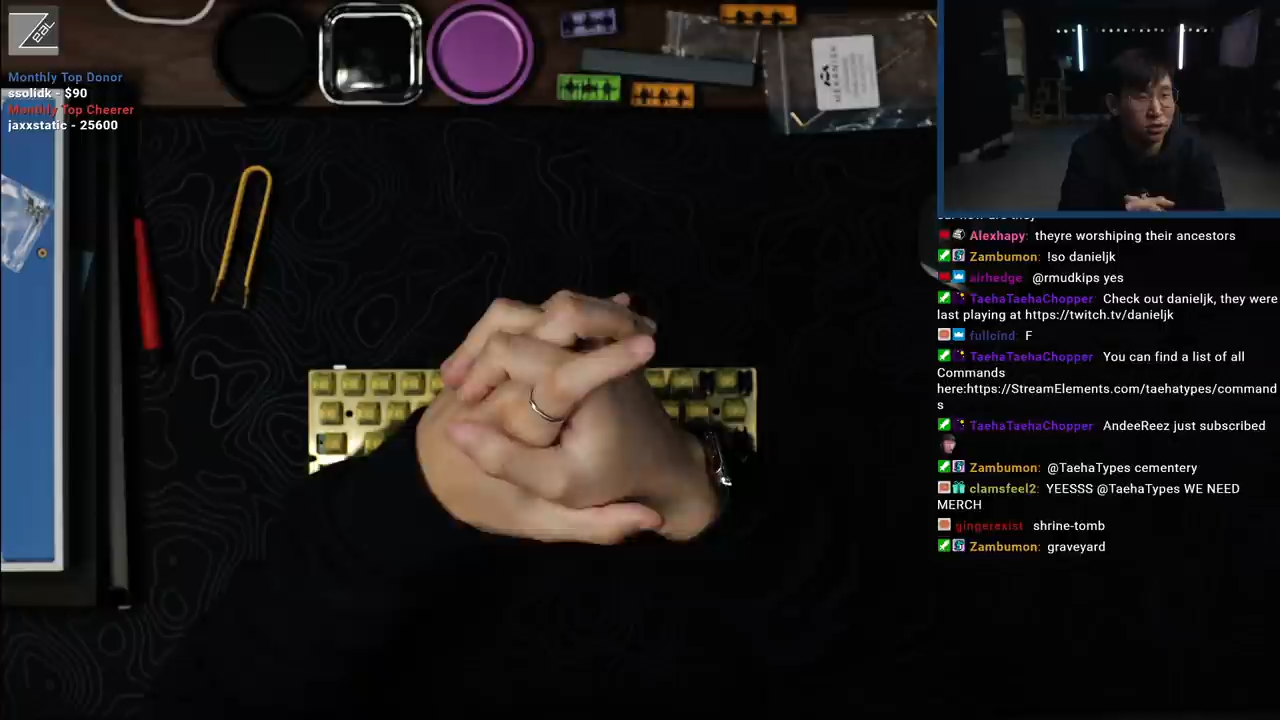 Zeal
Monthly Top Donor
ssolidk - $90
Monthly Top Cheerer
jaxxstatic - 25600
MEKANISK
Alexhapy: theyre worshiping their ancestors
Zambumon: !so danieljk
airhedge @rmudkips yes
TaehaTaehaChopper Check out danieljk, they were
last playing at https://twitch.tv/danieljk
fullcind: F
TaehaTaehaChopper You can find a list of all
Commands
here:https://StreamElements.com/taehatypes/command
s
TaehaTaehaChopper AndeeReez just subscribed
Zambumon: @TaehaTypes cementery
clamsfeel2: YEESSS @TaehaTypes WE NEED
MERCH
gingerexist shrine-tomb
Zambumon: graveyard